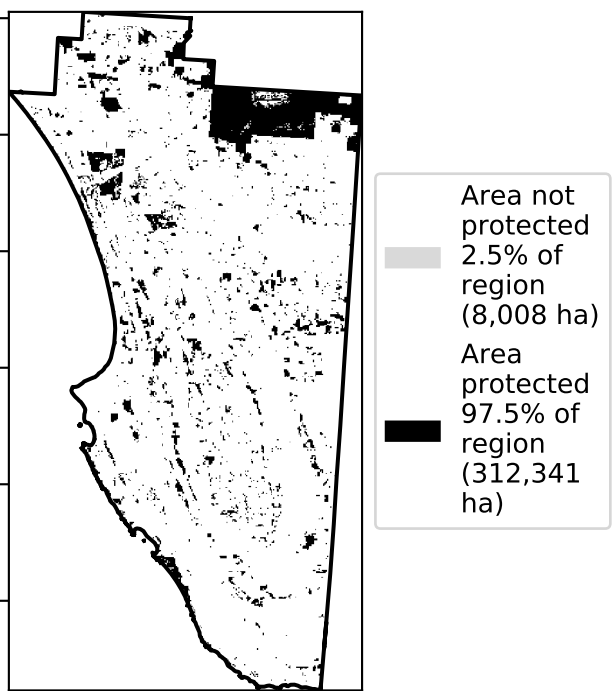 Area not
protected
2.5% of
region
(8,008 ha)
Area
protected
97.5% of
region
(312,341
ha)